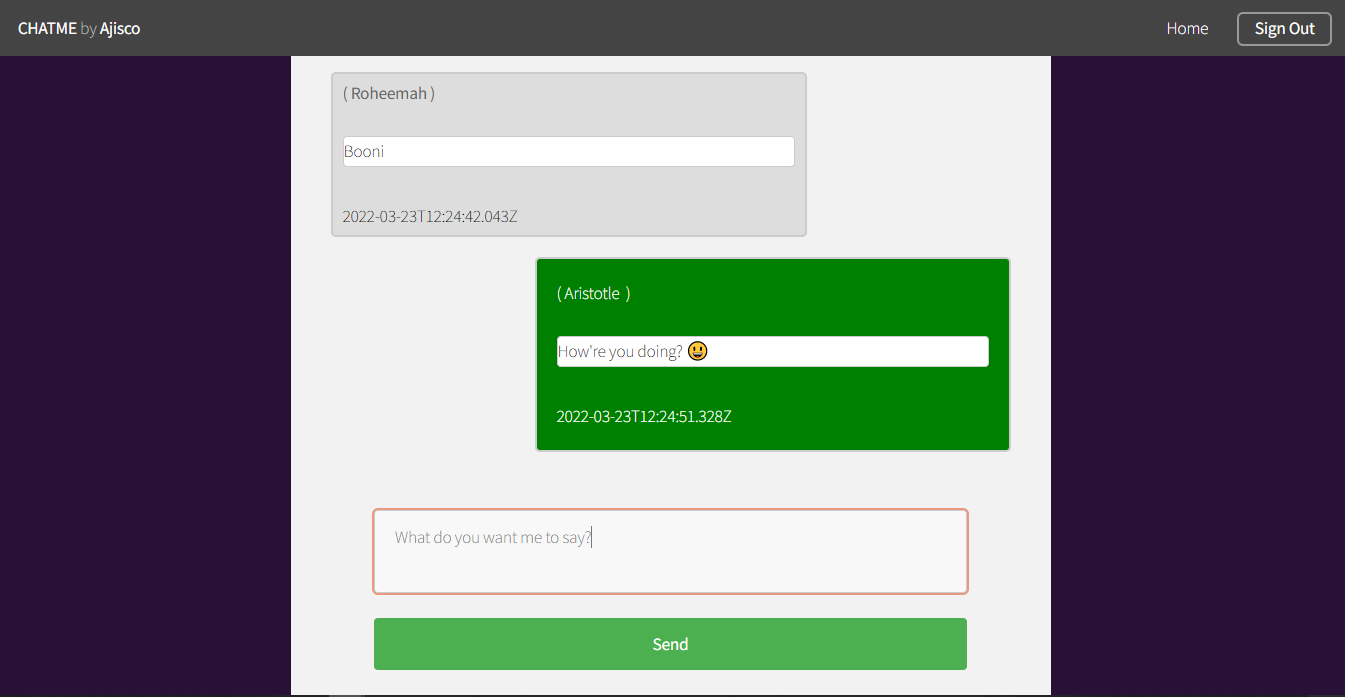 CHATME by Ajisco
Home
Sign Out
( Roheemah )
Booni
2022-03-23T12:24:42.043Z
( Aristotle )
How're you doing? 😃
2022-03-23T12:24:51.328Z
What do you want me to say?
Send